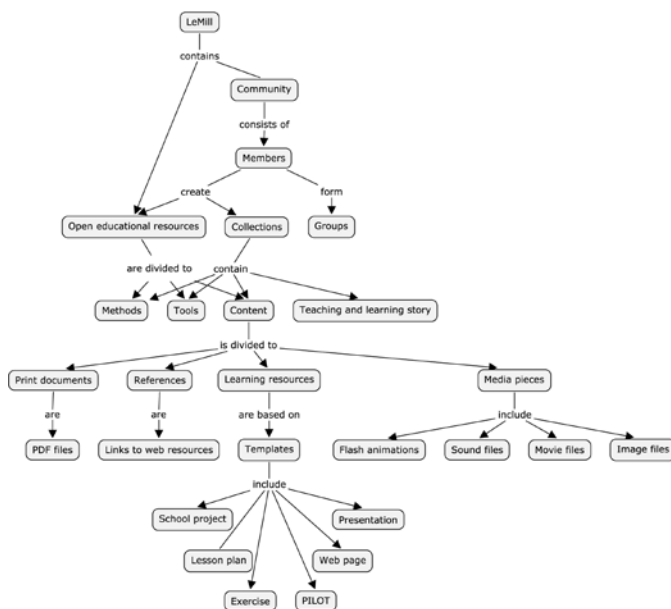 LeMill
contains
Community
consists of
Members
create
form
Open educational resources
Collections
Groups
are divided to
contain
Methods
Tools
Content
Teaching and learning story
is divided to
Print documents
References
Learning resources
Media pieces
are
are
are based on
include
PDF files
Links to web resources
Templates
Flash animations
Sound files
Movie files
Image files
include
School project
Presentation
Lesson plan
Web page
Exercise
PILOT